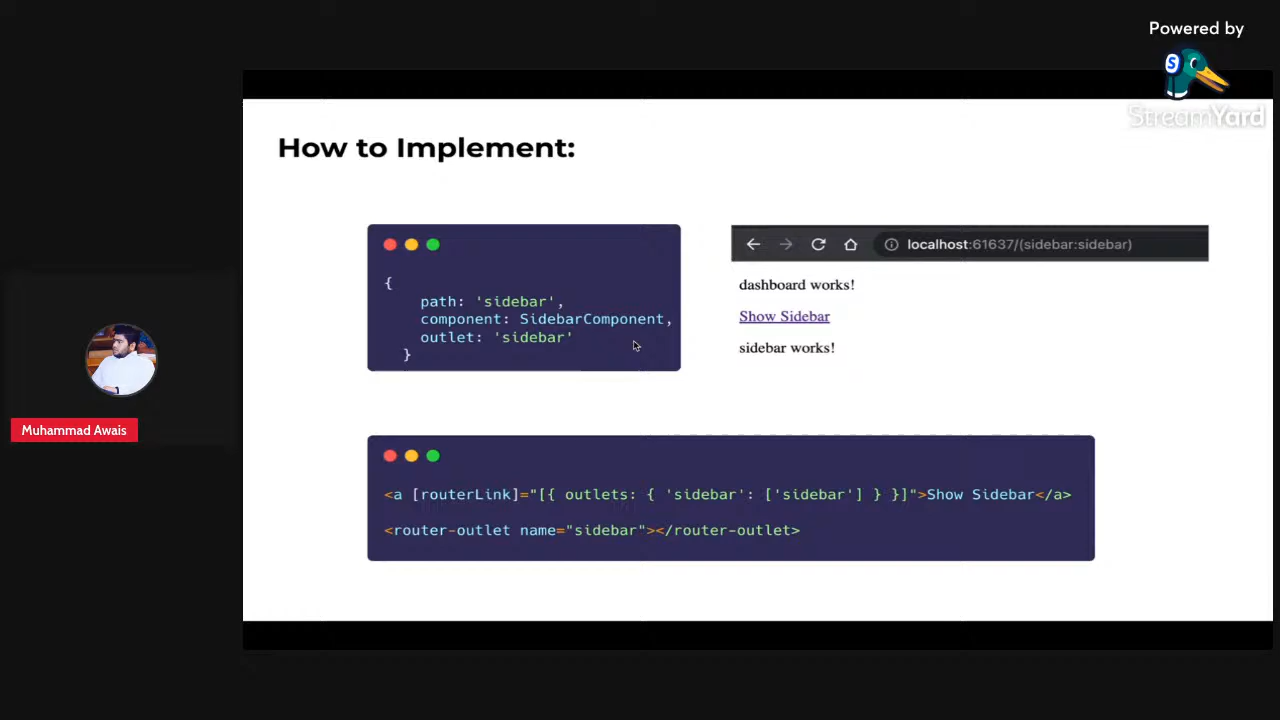 Powered by
StreamYard
How to Implement:
{
path: 'sidebar',
component: SidebarComponent,
outlet: 'sidebar'
}
localhost:61637/(sidebar:sidebar)
dashboard works!
Show Sidebar
sidebar works!
Muhammad Awais
<a [routerLink]="[{ outlets: { 'sidebar': ['sidebar'] } }]">Show Sidebar</a>
<router-outlet name="sidebar"></router-outlet>